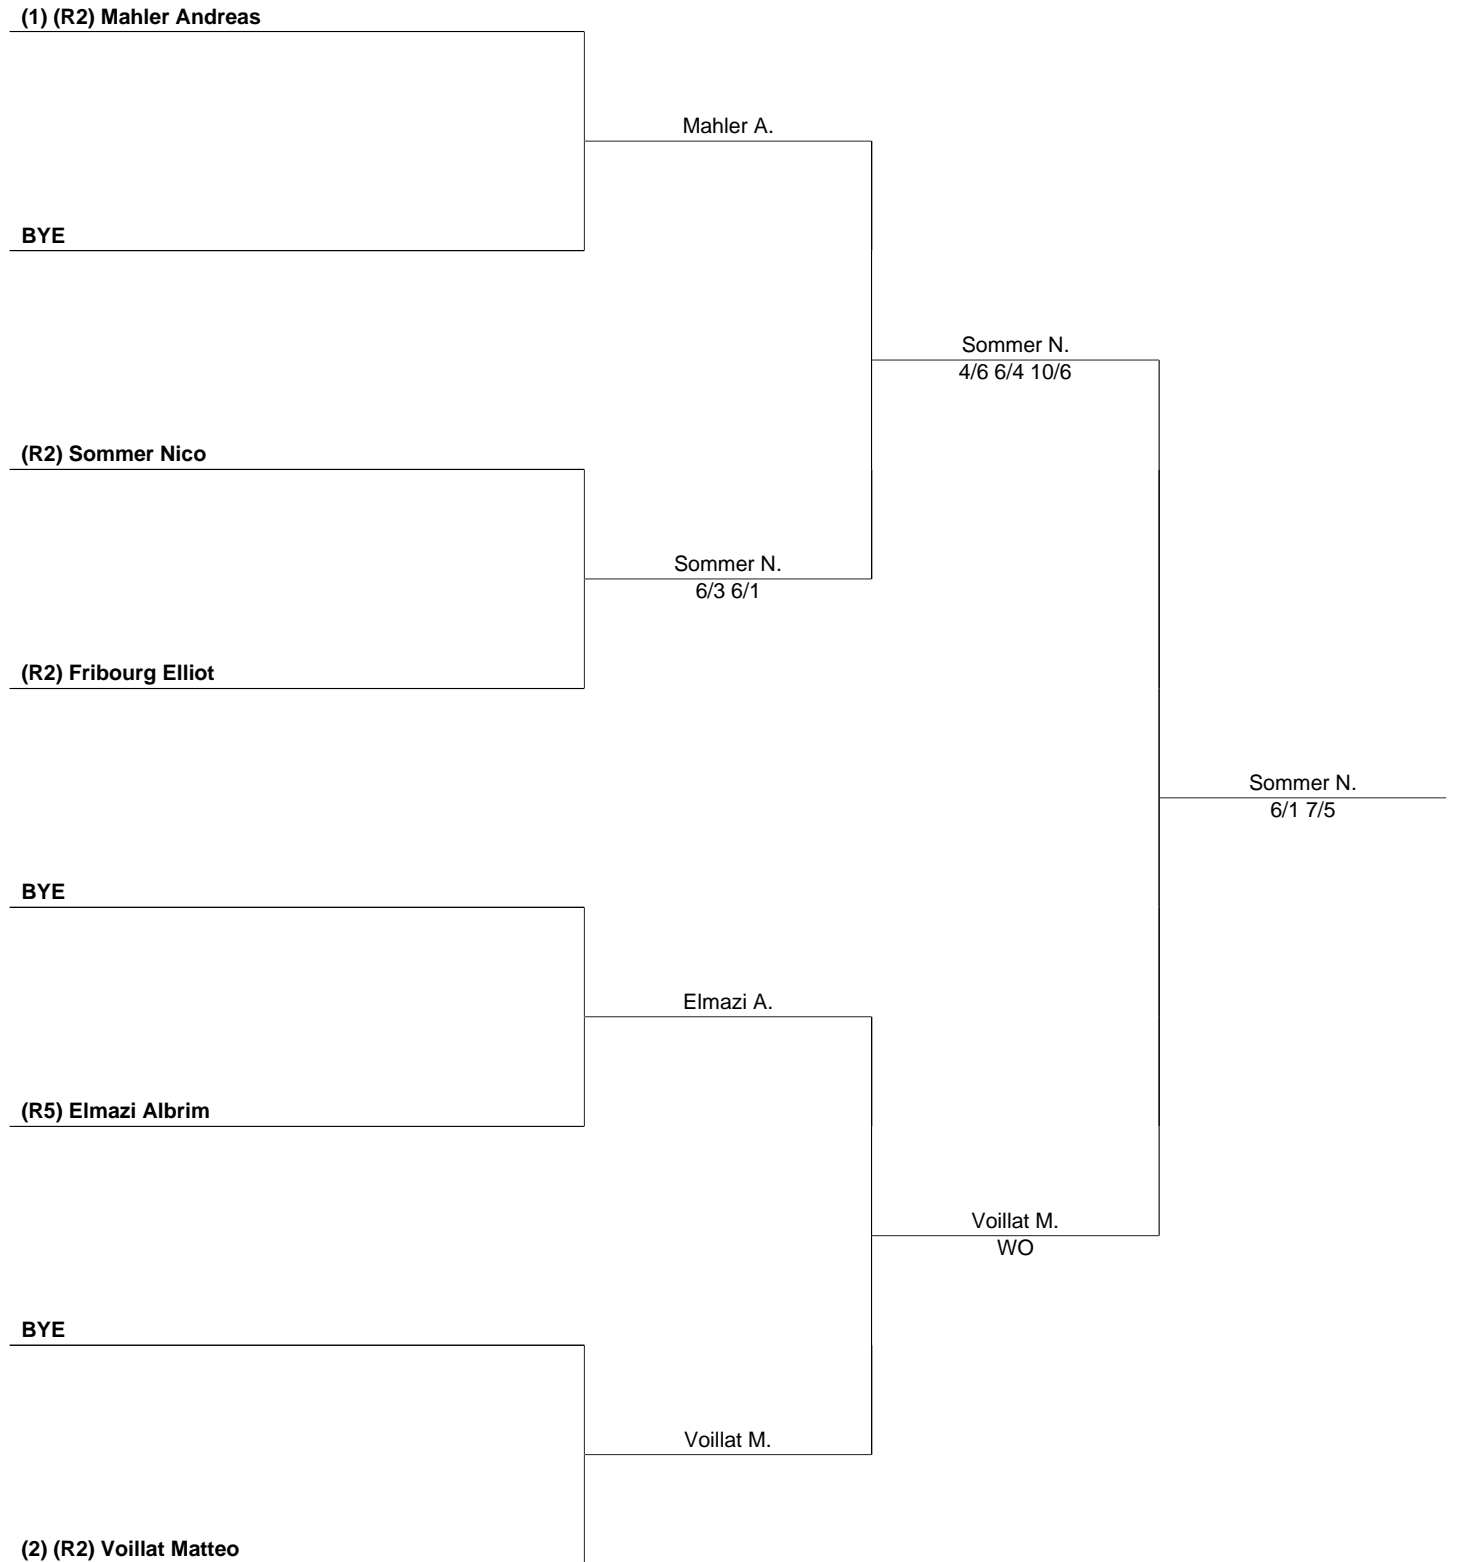 (1) (R2) Mahler Andreas
Mahler A.
BYE
Sommer N.
4/6 6/4 10/6
(R2) Sommer Nico
Sommer N.
6/3 6/1
(R2) Fribourg Elliot
Sommer N.
6/1 7/5
BYE
Elmazi A.
(R5) Elmazi Albrim
Voillat M.
WO
BYE
Voillat M.
(2) (R2) Voillat Matteo